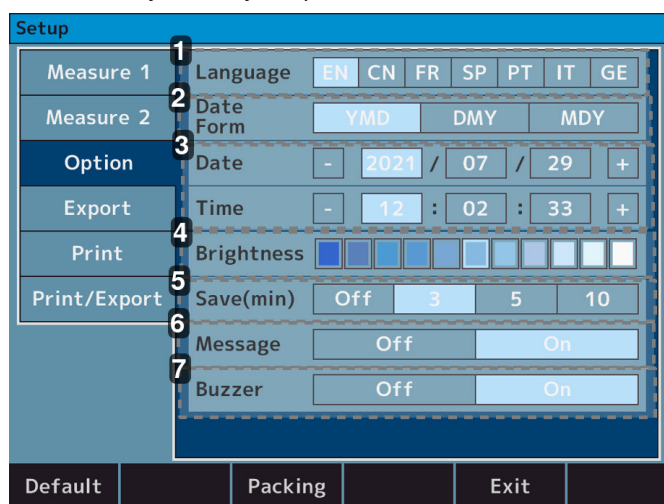 Setup
Measure 1
Measure 2
Option
Export
Print
Print/Export
1
Language EN CN FR SP PT IT GE
2
Date Form YMD DMY MDY
3
Date - 2021 / 07 / 29 +
Time - 12 : 02 : 33 +
4
Brightness
5
Save(min) Off 3 5 10
6
Message Off On
7
Buzzer Off On
Default Packing Exit